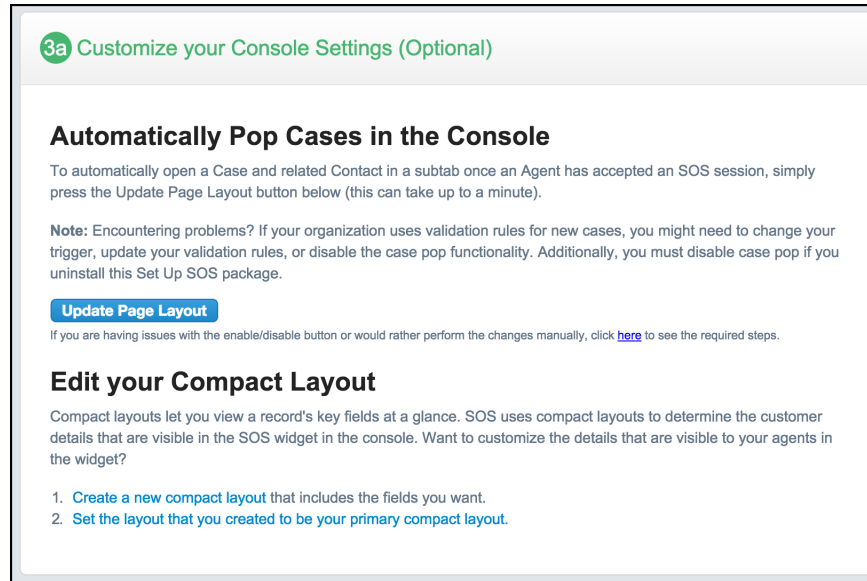 3a Customize your Console Settings (Optional)
Automatically Pop Cases in the Console
To automatically open a Case and related Contact in a subtab once an Agent has accepted an SOS session, simply
press the Update Page Layout button below (this can take up to a minute).
Note: Encountering problems? If your organization uses validation rules for new cases, you might need to change your
trigger, update your validation rules, or disable the case pop functionality. Additionally, you must disable case pop if you
uninstall this Set Up SOS package.
Update Page Layout
If you are having issues with the enable/disable button or would rather perform the changes manually, click here to see the required steps.
Edit your Compact Layout
Compact layouts let you view a record's key fields at a glance. SOS uses compact layouts to determine the customer
details that are visible in the SOS widget in the console. Want to customize the details that are visible to your agents in
the widget?
1. Create a new compact layout that includes the fields you want.
2. Set the layout that you created to be your primary compact layout.